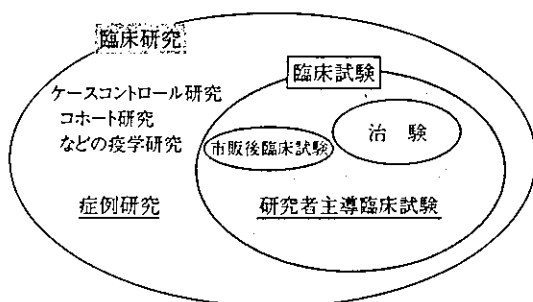 臨床研究
臨床試験
ケースコントロール研究
コホート研究
などの疫学研究
市販後臨床試験
治 験
症例研究
研究者主導臨床試験